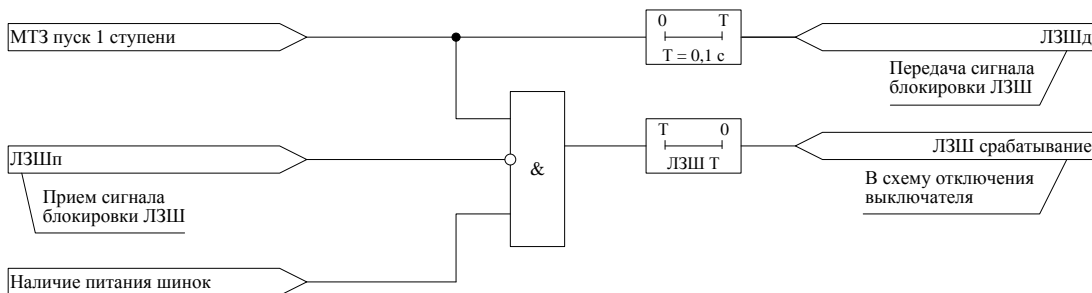 МТЗ пуск 1 ступени
0 T
T = 0,1 с
ЛЗШд
Передача сигнала
блокировки ЛЗШ
ЛЗШп
Прием сигнала
блокировки ЛЗШ
&
T 0
ЛЗШ Т
ЛЗШ срабатывание
В схему отключения
выключателя
Наличие питания шинок